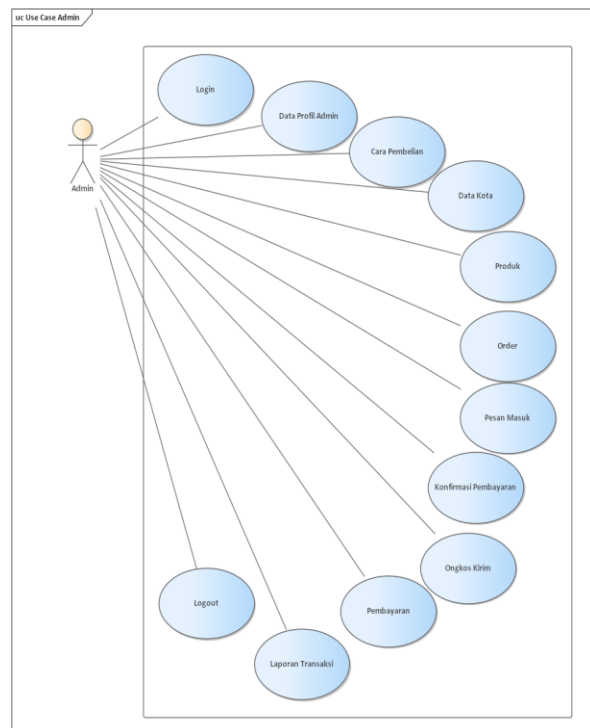 uc Use Case Admin
Login
Data Profil Admin
Cara Pembelian
Admin
Data Kota
Produk
Order
Pesan Masuk
Konfirmasi Pembayaran
Ongkos Kirim
Logout
Pembayaran
Laporan Transaksi